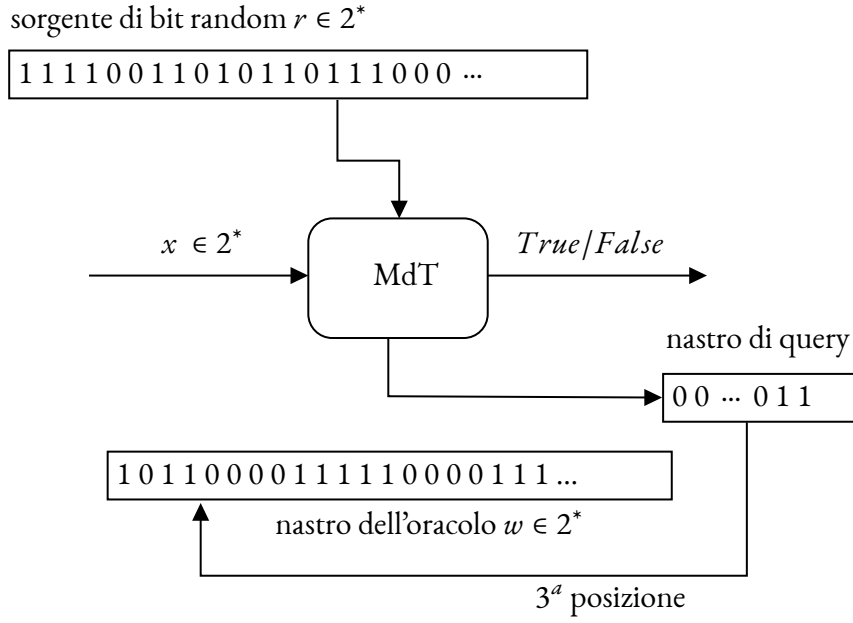 sorgente di bit random r ∈ 2*
1 1 1 1 0 0 1 1 0 1 0 1 1 0 1 1 1 0 0 0 ...
x ∈ 2*
True|False
MdT
nastro di query
0 0 ... 0 1 1
1 0 1 1 0 0 0 0 1 1 1 1 1 0 0 0 0 1 1 1 ...
nastro dell'oracolo w ∈ 2*
3ª posizione